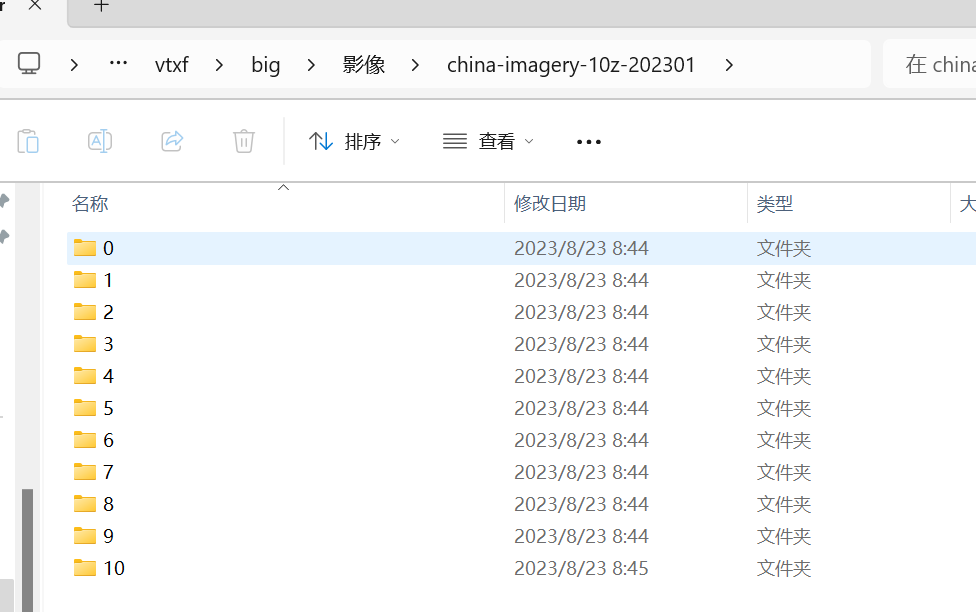 vtxf big 影像 china-imagery-10z-202301 在 china
排序 查看
名称 修改日期 类型
0 2023/8/23 8:44 文件夹
1 2023/8/23 8:44 文件夹
2 2023/8/23 8:44 文件夹
3 2023/8/23 8:44 文件夹
4 2023/8/23 8:44 文件夹
5 2023/8/23 8:44 文件夹
6 2023/8/23 8:44 文件夹
7 2023/8/23 8:44 文件夹
8 2023/8/23 8:44 文件夹
9 2023/8/23 8:44 文件夹
10 2023/8/23 8:45 文件夹